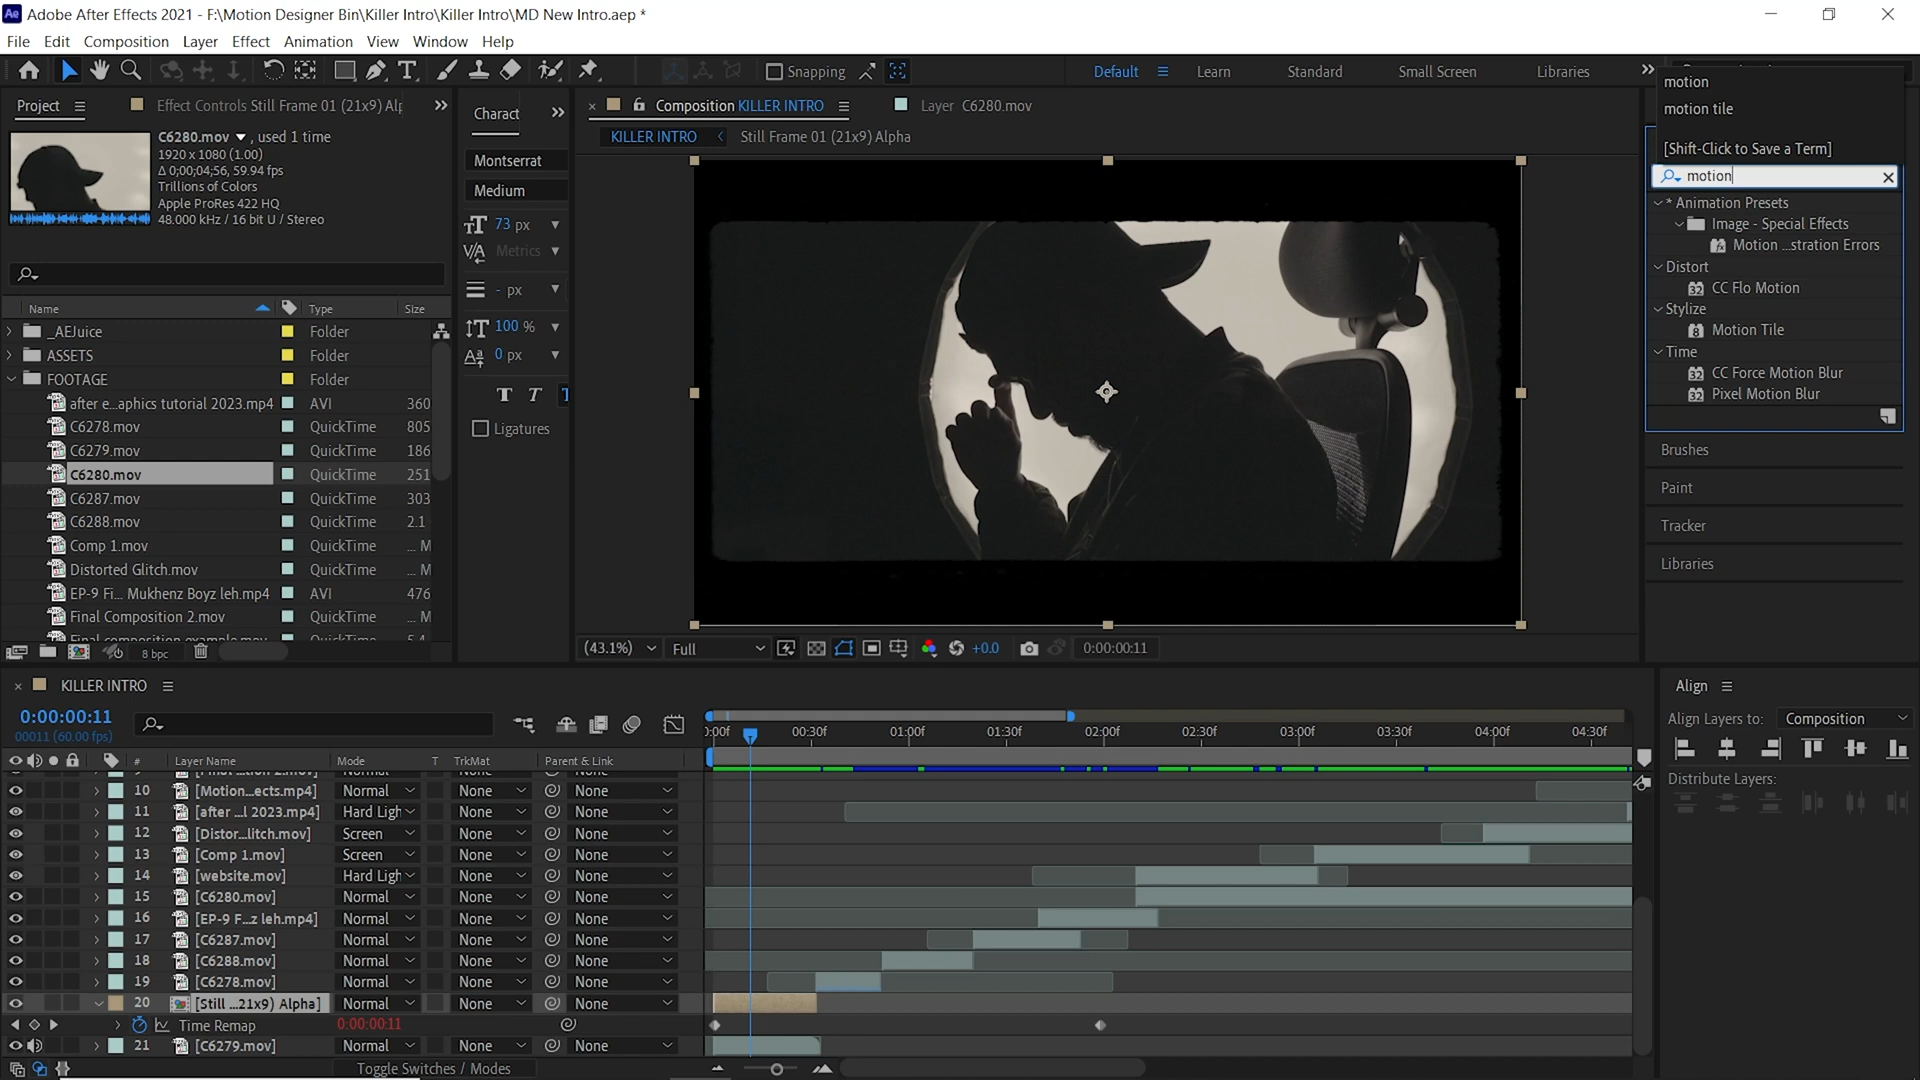 Adobe After Effects 2021 - F:\Motion Designer Bin\Killer Intro\Killer Intro\MD New Intro.aep *
File Edit Composition Layer Effect Animation View Window Help
Snapping Default Learn Standard Small Screen Libraries
motion
motion tile
[Shift-Click to Save a Term]
motion
* Animation Presets
Image - Special Effects
Motion ...stration Errors
Distort
CC Flo Motion
Stylize
Motion Tile
Time
CC Force Motion Blur
Pixel Motion Blur
Brushes
Paint
Tracker
Libraries
Project Effect Controls Still Frame 01 (21x9) Alp
C6280.mov , used 1 time
1920 x 1080 (1.00)
Δ 0;00;04;56, 59.94 fps
Trillions of Colors
Apple ProRes 422 HQ
48.000 kHz / 16 bit U / Stereo
Name Type Size
_AEJuice Folder
ASSETS Folder
FOOTAGE Folder
after e...aphics tutorial 2023.mp4 AVI 360
C6278.mov QuickTime 805
C6279.mov QuickTime 186
C6280.mov QuickTime 251
C6287.mov QuickTime 303
C6288.mov QuickTime 2.1
Comp 1.mov QuickTime ... M
Distorted Glitch.mov QuickTime ... M
EP-9 Fi... Mukhenz Boyz leh.mp4 AVI 476
Final Composition 2.mov QuickTime ... M
Final composition example.mov QuickTime 5.4
8 bpc
Charact
Montserrat
Medium
73 px
Metrics
- px
100 %
0 px
T T T
Ligatures
Composition KILLER INTRO Layer C6280.mov
KILLER INTRO Still Frame 01 (21x9) Alpha
(43.1%) Full +0.0 0:00:00:11
KILLER INTRO
0:00:00:11
00011 (60.00 fps)
0:00f 00:30f 01:00f 01:30f 02:00f 02:30f 03:00f 03:30f 04:00f 04:30f
# Layer Name Mode T TrkMat Parent & Link
Normal
10 [Motion...ects.mp4] Normal None None
11 [after ...l 2023.mp4] Hard Ligh None None
12 [Distor...litch.mov] Screen None None
13 [Comp 1.mov] Screen None None
14 [website.mov] Hard Ligh None None
15 [C6280.mov] Normal None None
16 [EP-9 F...z leh.mp4] Normal None None
17 [C6287.mov] Normal None None
18 [C6288.mov] Normal None None
19 [C6278.mov] Normal None None
20 [Still ...21x9) Alpha] Normal None None
Time Remap 0:00:00:11
21 [C6279.mov] Normal None None
Toggle Switches / Modes
Align
Align Layers to: Composition
Distribute Layers: